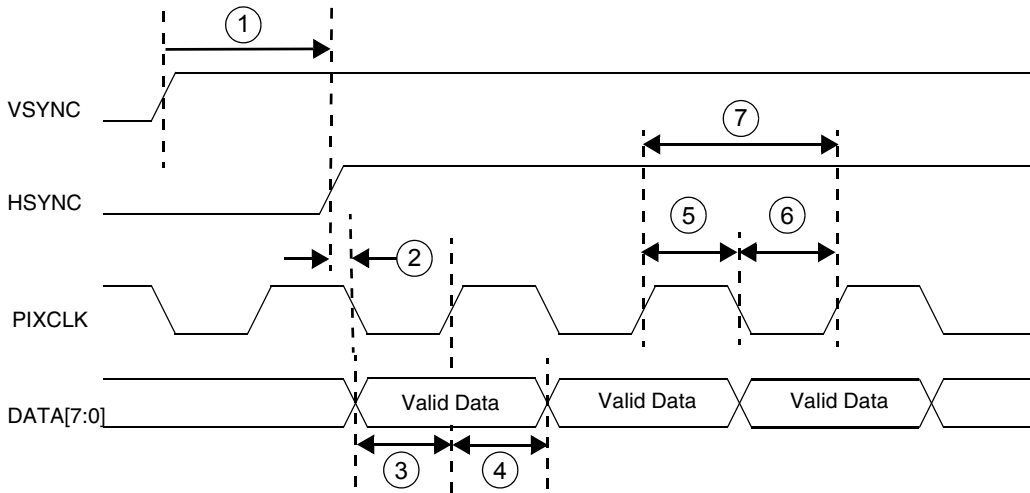 1
VSYNC
7
HSYNC
5
6
2
PIXCLK
DATA[7:0]
Valid Data
Valid Data
Valid Data
3
4